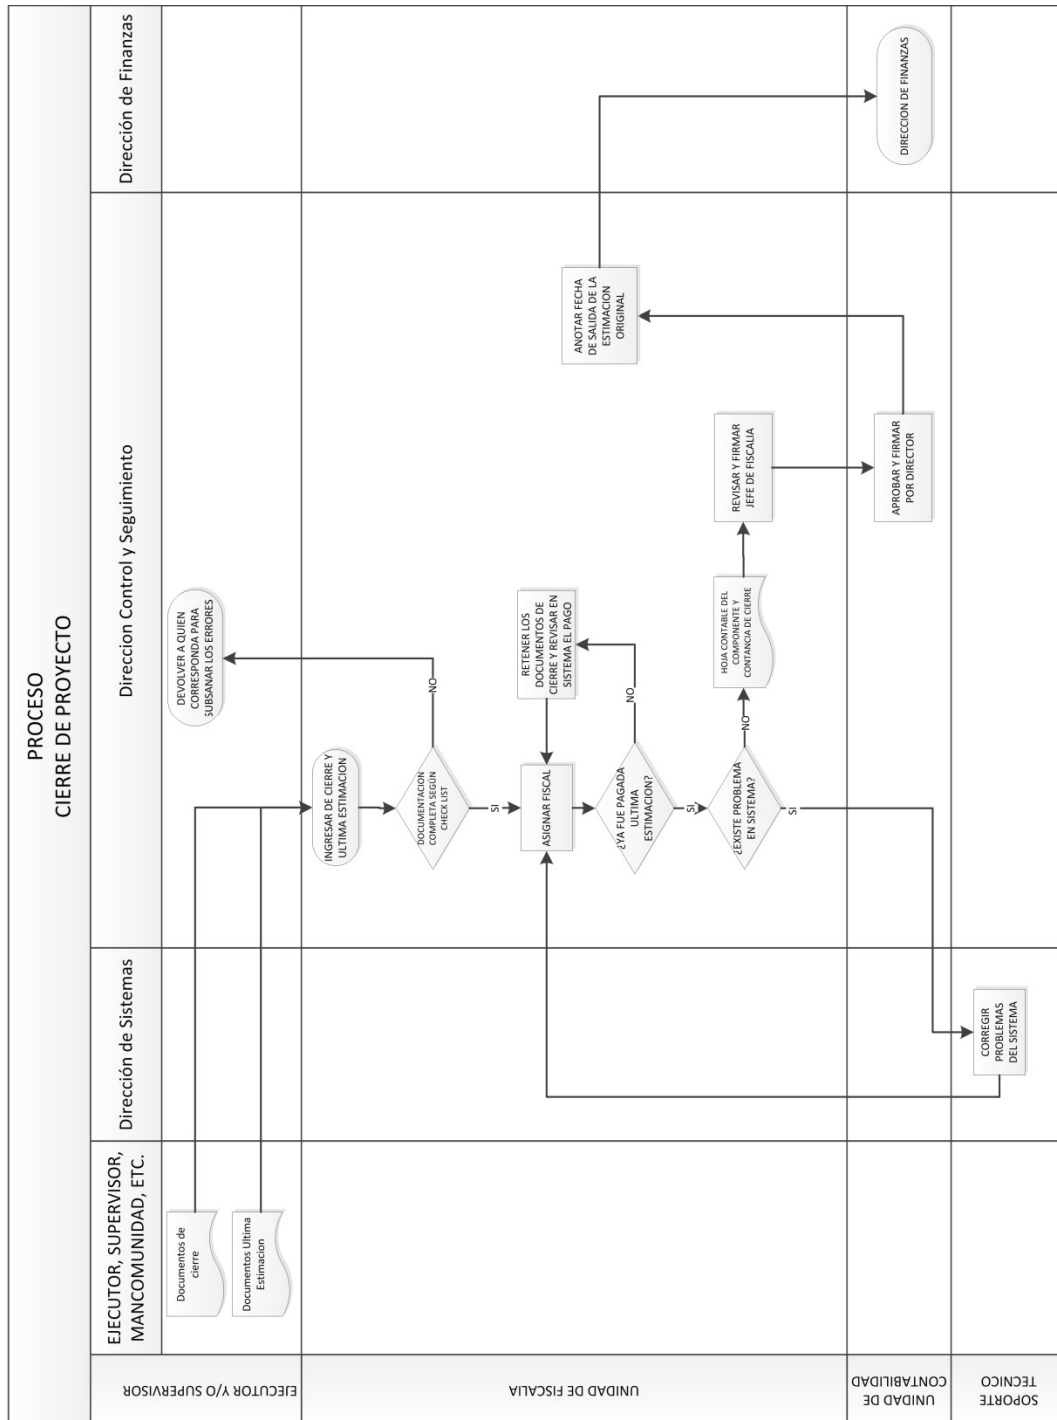 PROCESO
CIERRE DE PROYECTO
EJECUTOR, SUPERVISOR,
MANCOMUNIDAD, ETC.
Dirección de Sistemas
Direccion Control y Seguimiento
Dirección de Finanzas
EJECUTOR Y/O SUPERVISOR
Documentos de
cierre
Documentos Ultima
Estimacion
DEVOLVER A QUIEN
CORRESPONDA PARA
SUBSANAR LOS ERRORES
UNIDAD DE FISCALIA
INGRESAR DE CIERRE Y
ULTIMA ESTIMACION
DOCUMENTACION
COMPLETA SEGÚN
CHECK LIST
NO
SI
ASIGNAR FISCAL
RETENER LOS
DOCUMENTOS DE
CIERRE Y REVISAR EN
SISTEMA EL PAGO
¿YA FUE PAGADA
ULTIMA
ESTIMACION?
NO
SI
¿EXISTE PROBLEMA
EN SISTEMA?
NO
SI
HOJA CONTABLE DEL
COMPONENTE Y
CONTANCIA DE CIERRE
REVISAR Y FIRMAR
JEFE DE FISCALIA
ANOTAR FECHA
DE SALIDA DE LA
ESTIMACION
ORIGINAL
UNIDAD DE
CONTABILIDAD
APROBAR Y FIRMAR
POR DIRECTOR
DIRECCION DE FINANZAS
SOPORTE
TECNICO
CORREGIR
PROBLEMAS
DEL SISTEMA